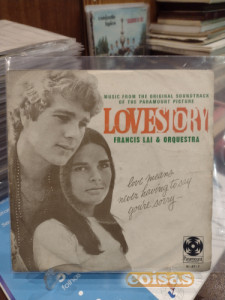 MUSIC FROM THE ORIGINAL SOUNDTRACK
OF THE PARAMOUNT PICTURE
LOVE STORY
FRANCIS LAI & ORQUESTRA
love means
never having to say
you're sorry
Paramount
coisas